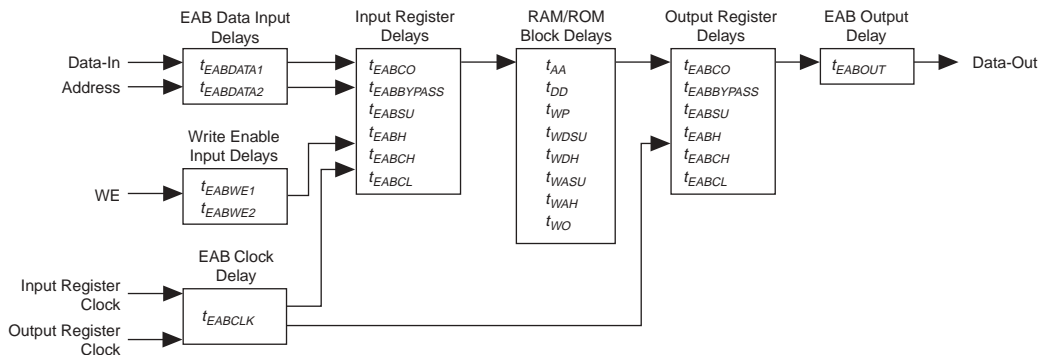 EAB Data Input
Delays
Input Register
Delays
RAM/ROM
Block Delays
Output Register
Delays
EAB Output
Delay
Data-In
Address
tEABDATA1
tEABDATA2
tEABCO
tEABBYPASS
tEABSU
tEABH
tEABCH
tEABCL
tAA
tDD
tWP
tWDSU
tWDH
tWASU
tWAH
tWO
tEABCO
tEABBYPASS
tEABSU
tEABH
tEABCH
tEABCL
tEABOUT
Data-Out
Write Enable
Input Delays
WE
tEABWE1
tEABWE2
EAB Clock
Delay
Input Register
Clock
tEABCLK
Output Register
Clock